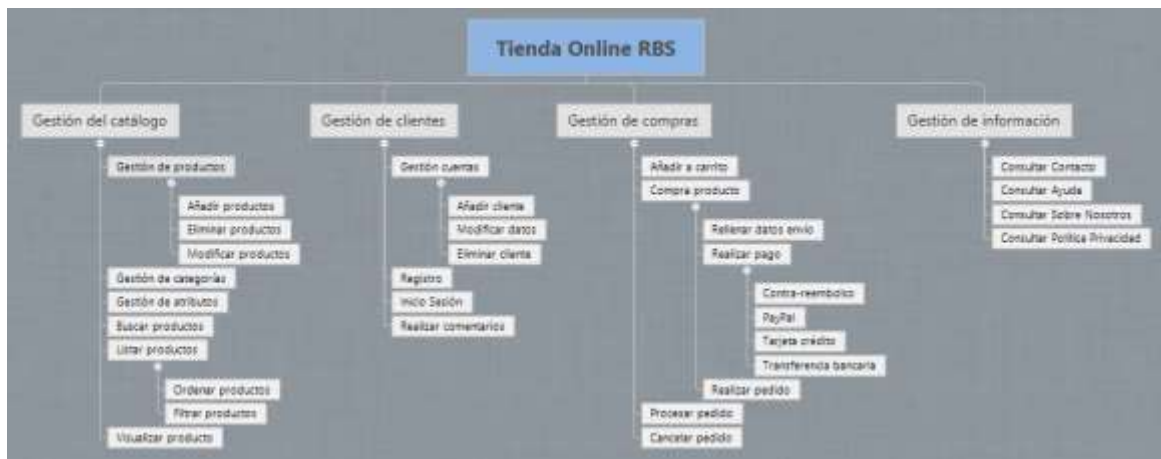 Tienda Online RBS
Gestión del catálogo
Gestión de productos
Añadir productos
Eliminar productos
Modificar productos
Gestión de categorías
Gestión de atributos
Buscar productos
Listar productos
Ordenar productos
Filtrar productos
Visualizar producto
Gestión de clientes
Gestión cuentas
Añadir cliente
Modificar datos
Eliminar cliente
Registro
Inicio Sesión
Realizar comentarios
Gestión de compras
Añadir a carrito
Compra producto
Rellenar datos envío
Realizar pago
Contra-reembolso
PayPal
Tarjeta crédito
Transferencia bancaria
Realizar pedido
Procesar pedido
Cancelar pedido
Gestión de información
Consultar Contacto
Consultar Ayuda
Consultar Sobre Nosotros
Consultar Política Privacidad